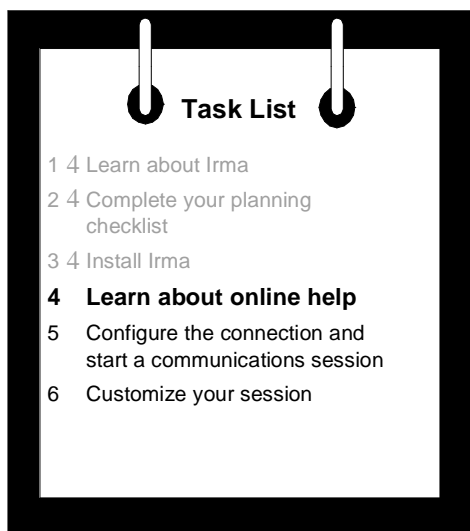 Task List
1 4 Learn about Irma
2 4 Complete your planning
checklist
3 4 Install Irma
4 Learn about online help
5 Configure the connection and
start a communications session
6 Customize your session